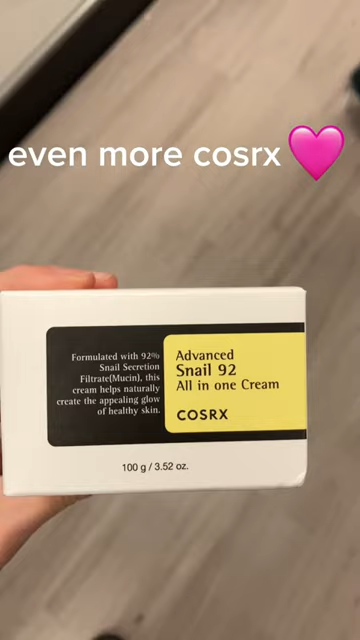 even more cosrx 🩷
Formulated with 92%
Snail Secretion
Filtrate(Mucin), this
cream helps naturally
create the appealing glow
of healthy skin.
Advanced
Snail 92
All in one Cream
COSRX
100 g / 3.52 oz.